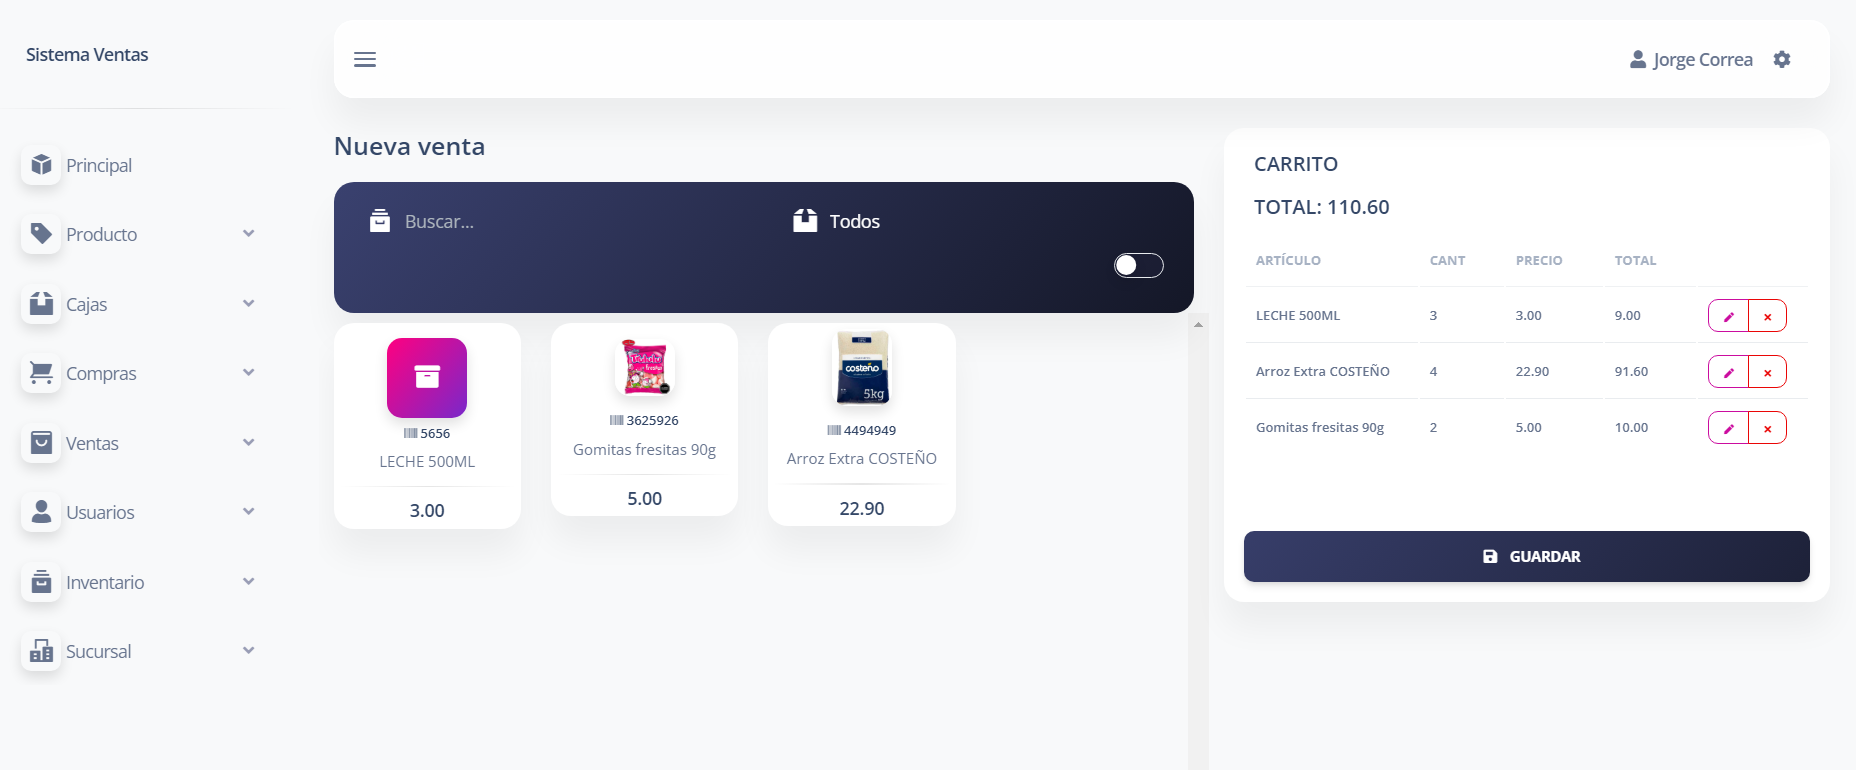 Sistema Ventas
Jorge Correa
Principal
Producto
Cajas
Compras
Ventas
Usuarios
Inventario
Sucursal
Nueva venta
Buscar...
Todos
5656
LECHE 500ML
3.00
3625926
Gomitas fresitas 90g
5.00
costeño
5kg
4494949
Arroz Extra COSTEÑO
22.90
CARRITO
TOTAL: 110.60
ARTÍCULO CANT PRECIO TOTAL
LECHE 500ML 3 3.00 9.00
Arroz Extra COSTEÑO 4 22.90 91.60
Gomitas fresitas 90g 2 5.00 10.00
GUARDAR